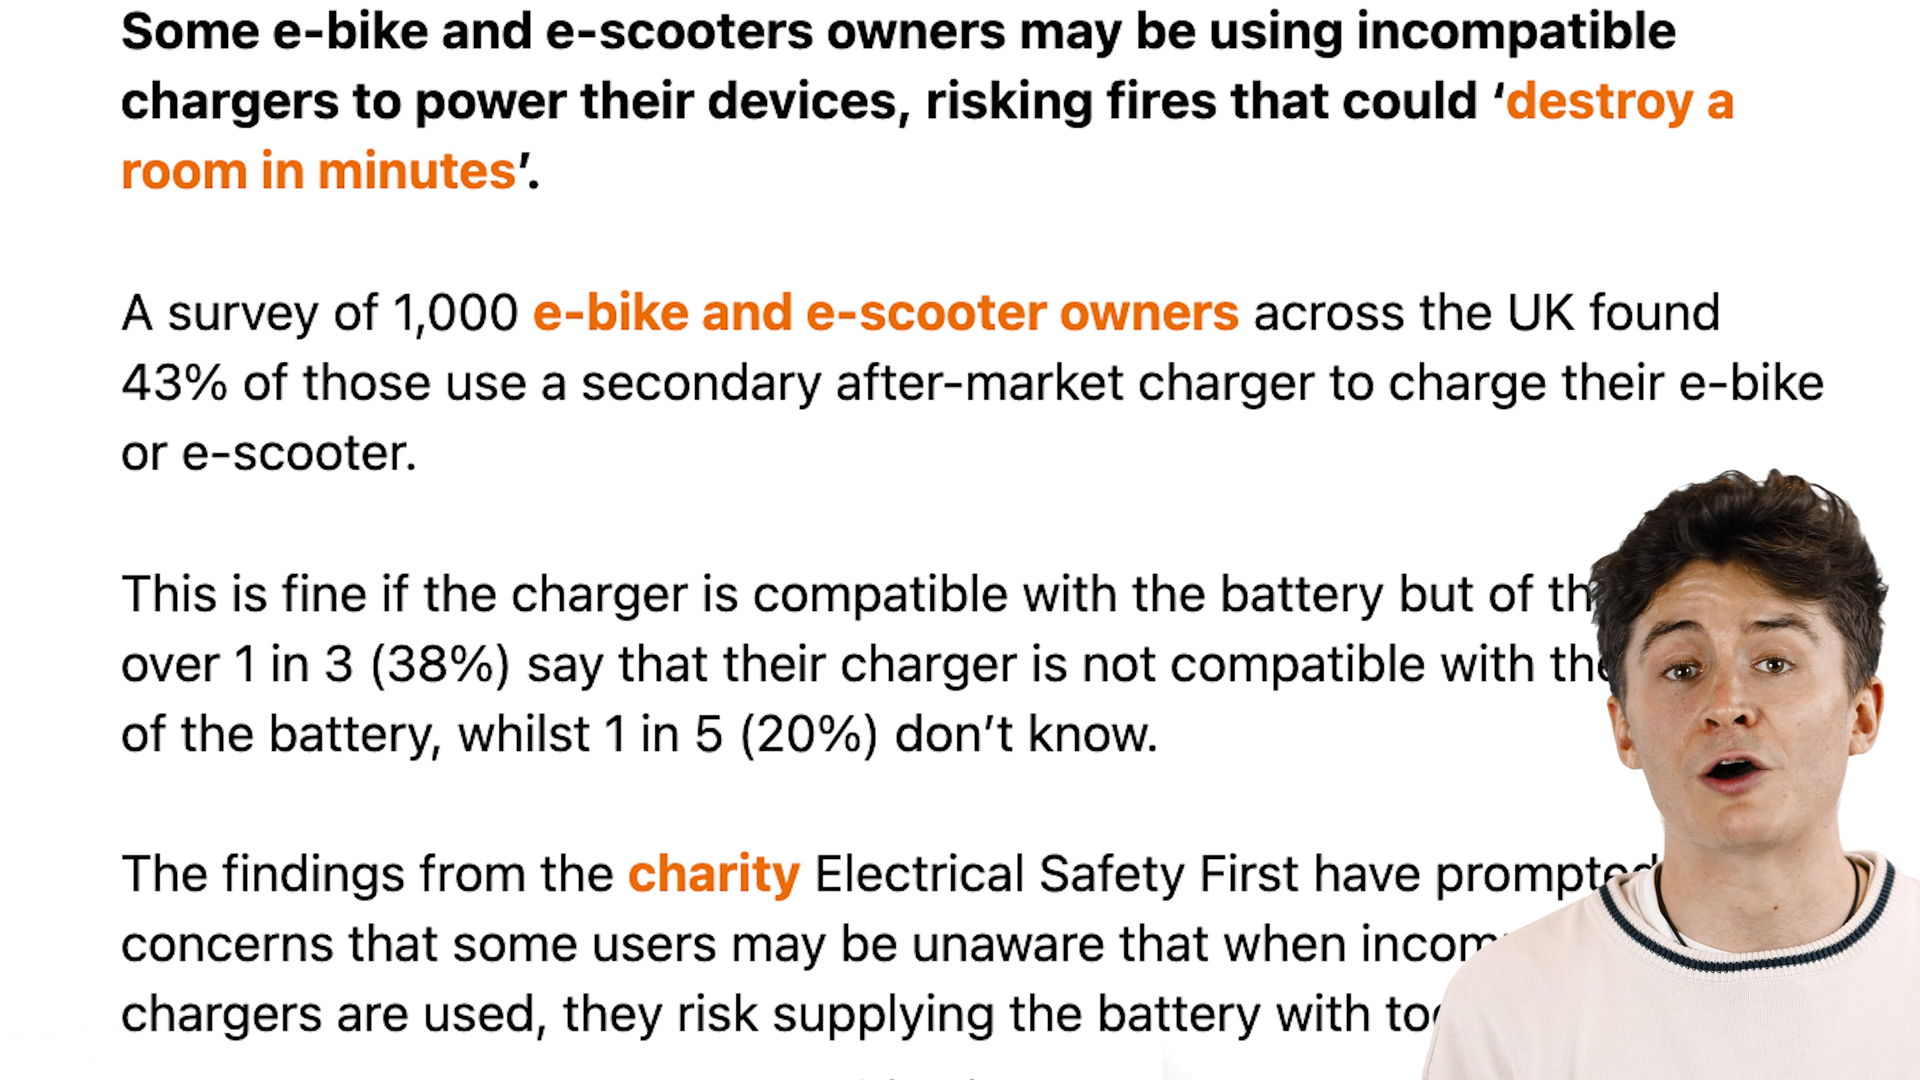 Some e-bike and e-scooters owners may be using incompatible
chargers to power their devices, risking fires that could ‘destroy a
room in minutes’.
A survey of 1,000 e-bike and e-scooter owners across the UK found
43% of those use a secondary after-market charger to charge their e-bike
or e-scooter.
This is fine if the charger is compatible with the battery but of
over 1 in 3 (38%) say that their charger is not compatible with
of the battery, whilst 1 in 5 (20%) don’t know.
The findings from the charity Electrical Safety First have prompted
concerns that some users may be unaware that when
chargers are used, they risk supplying the battery with